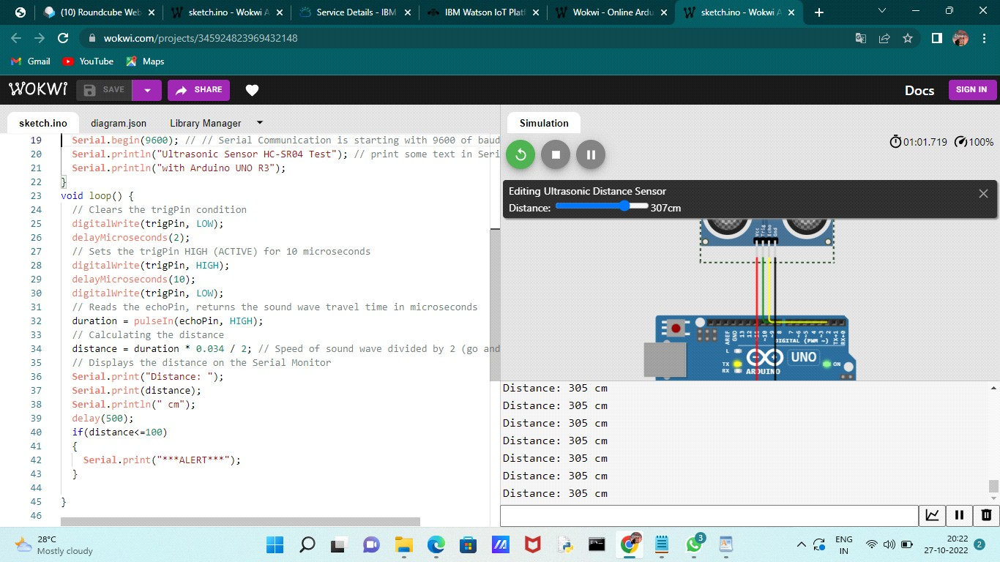 (1) Roundcube Web
sketch.ino - Wokwi A
Service Details - IBM
IBM Watson IoT Platf
Wokwi - Online Ardu
sketch.ino - Wokwi A
wokwi.com/projects/345924823969432148
Gmail YouTube Maps
WOKWi SAVE SHARE Docs SIGN IN
sketch.ino diagram.json Library Manager
19 Serial.begin(9600); // // Serial Communication is starting with 9600 of baud
20 Serial.println("Ultrasonic Sensor HC-SR04 Test"); // print some text in Seri
21 Serial.println("with Arduino UNO R3");
22 }
23 void loop() {
24 // Clears the trigPin condition
25 digitalWrite(trigPin, LOW);
26 delayMicroseconds(2);
27 // Sets the trigPin HIGH (ACTIVE) for 10 microseconds
28 digitalWrite(trigPin, HIGH);
29 delayMicroseconds(10);
30 digitalWrite(trigPin, LOW);
31 // Reads the echoPin, returns the sound wave travel time in microseconds
32 duration = pulseIn(echoPin, HIGH);
33 // Calculating the distance
34 distance = duration * 0.034 / 2; // Speed of sound wave divided by 2 (go and
35 // Displays the distance on the Serial Monitor
36 Serial.print("Distance: ");
37 Serial.print(distance);
38 Serial.println(" cm");
39 delay(500);
40 if(distance<=100)
41 {
42 Serial.print("***ALERT***");
43 }
44
45 }
46
Simulation
01:01.719 100%
Editing Ultrasonic Distance Sensor
Distance: 307cm
Vcc Trig Echo Gnd
AREF GND 13 12 ~10 ~9 8 7 ~6 ~5 4 ~3 2 TX→1 RX←0
DIGITAL (PWM ~)
L
TX
RX
UNO
ON
ARDUINO
Distance: 305 cm
Distance: 305 cm
Distance: 305 cm
Distance: 305 cm
Distance: 305 cm
Distance: 305 cm
Distance: 305 cm
28°C
Mostly cloudy
3
ENG
IN
20:22
27-10-2022
2